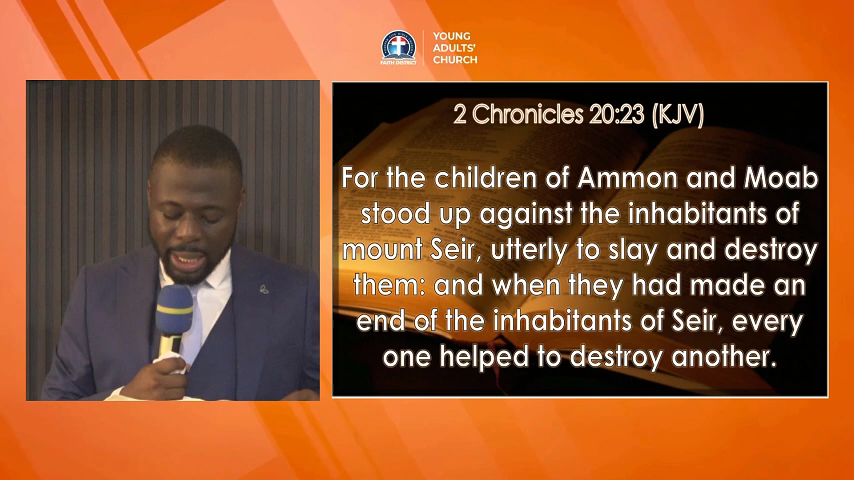 FAITH DISTRICT
YOUNG
ADULTS'
CHURCH
2 Chronicles 20:23 (KJV)
For the children of Ammon and Moab
stood up against the inhabitants of
mount Seir, utterly to slay and destroy
them: and when they had made an
end of the inhabitants of Seir, every
one helped to destroy another.